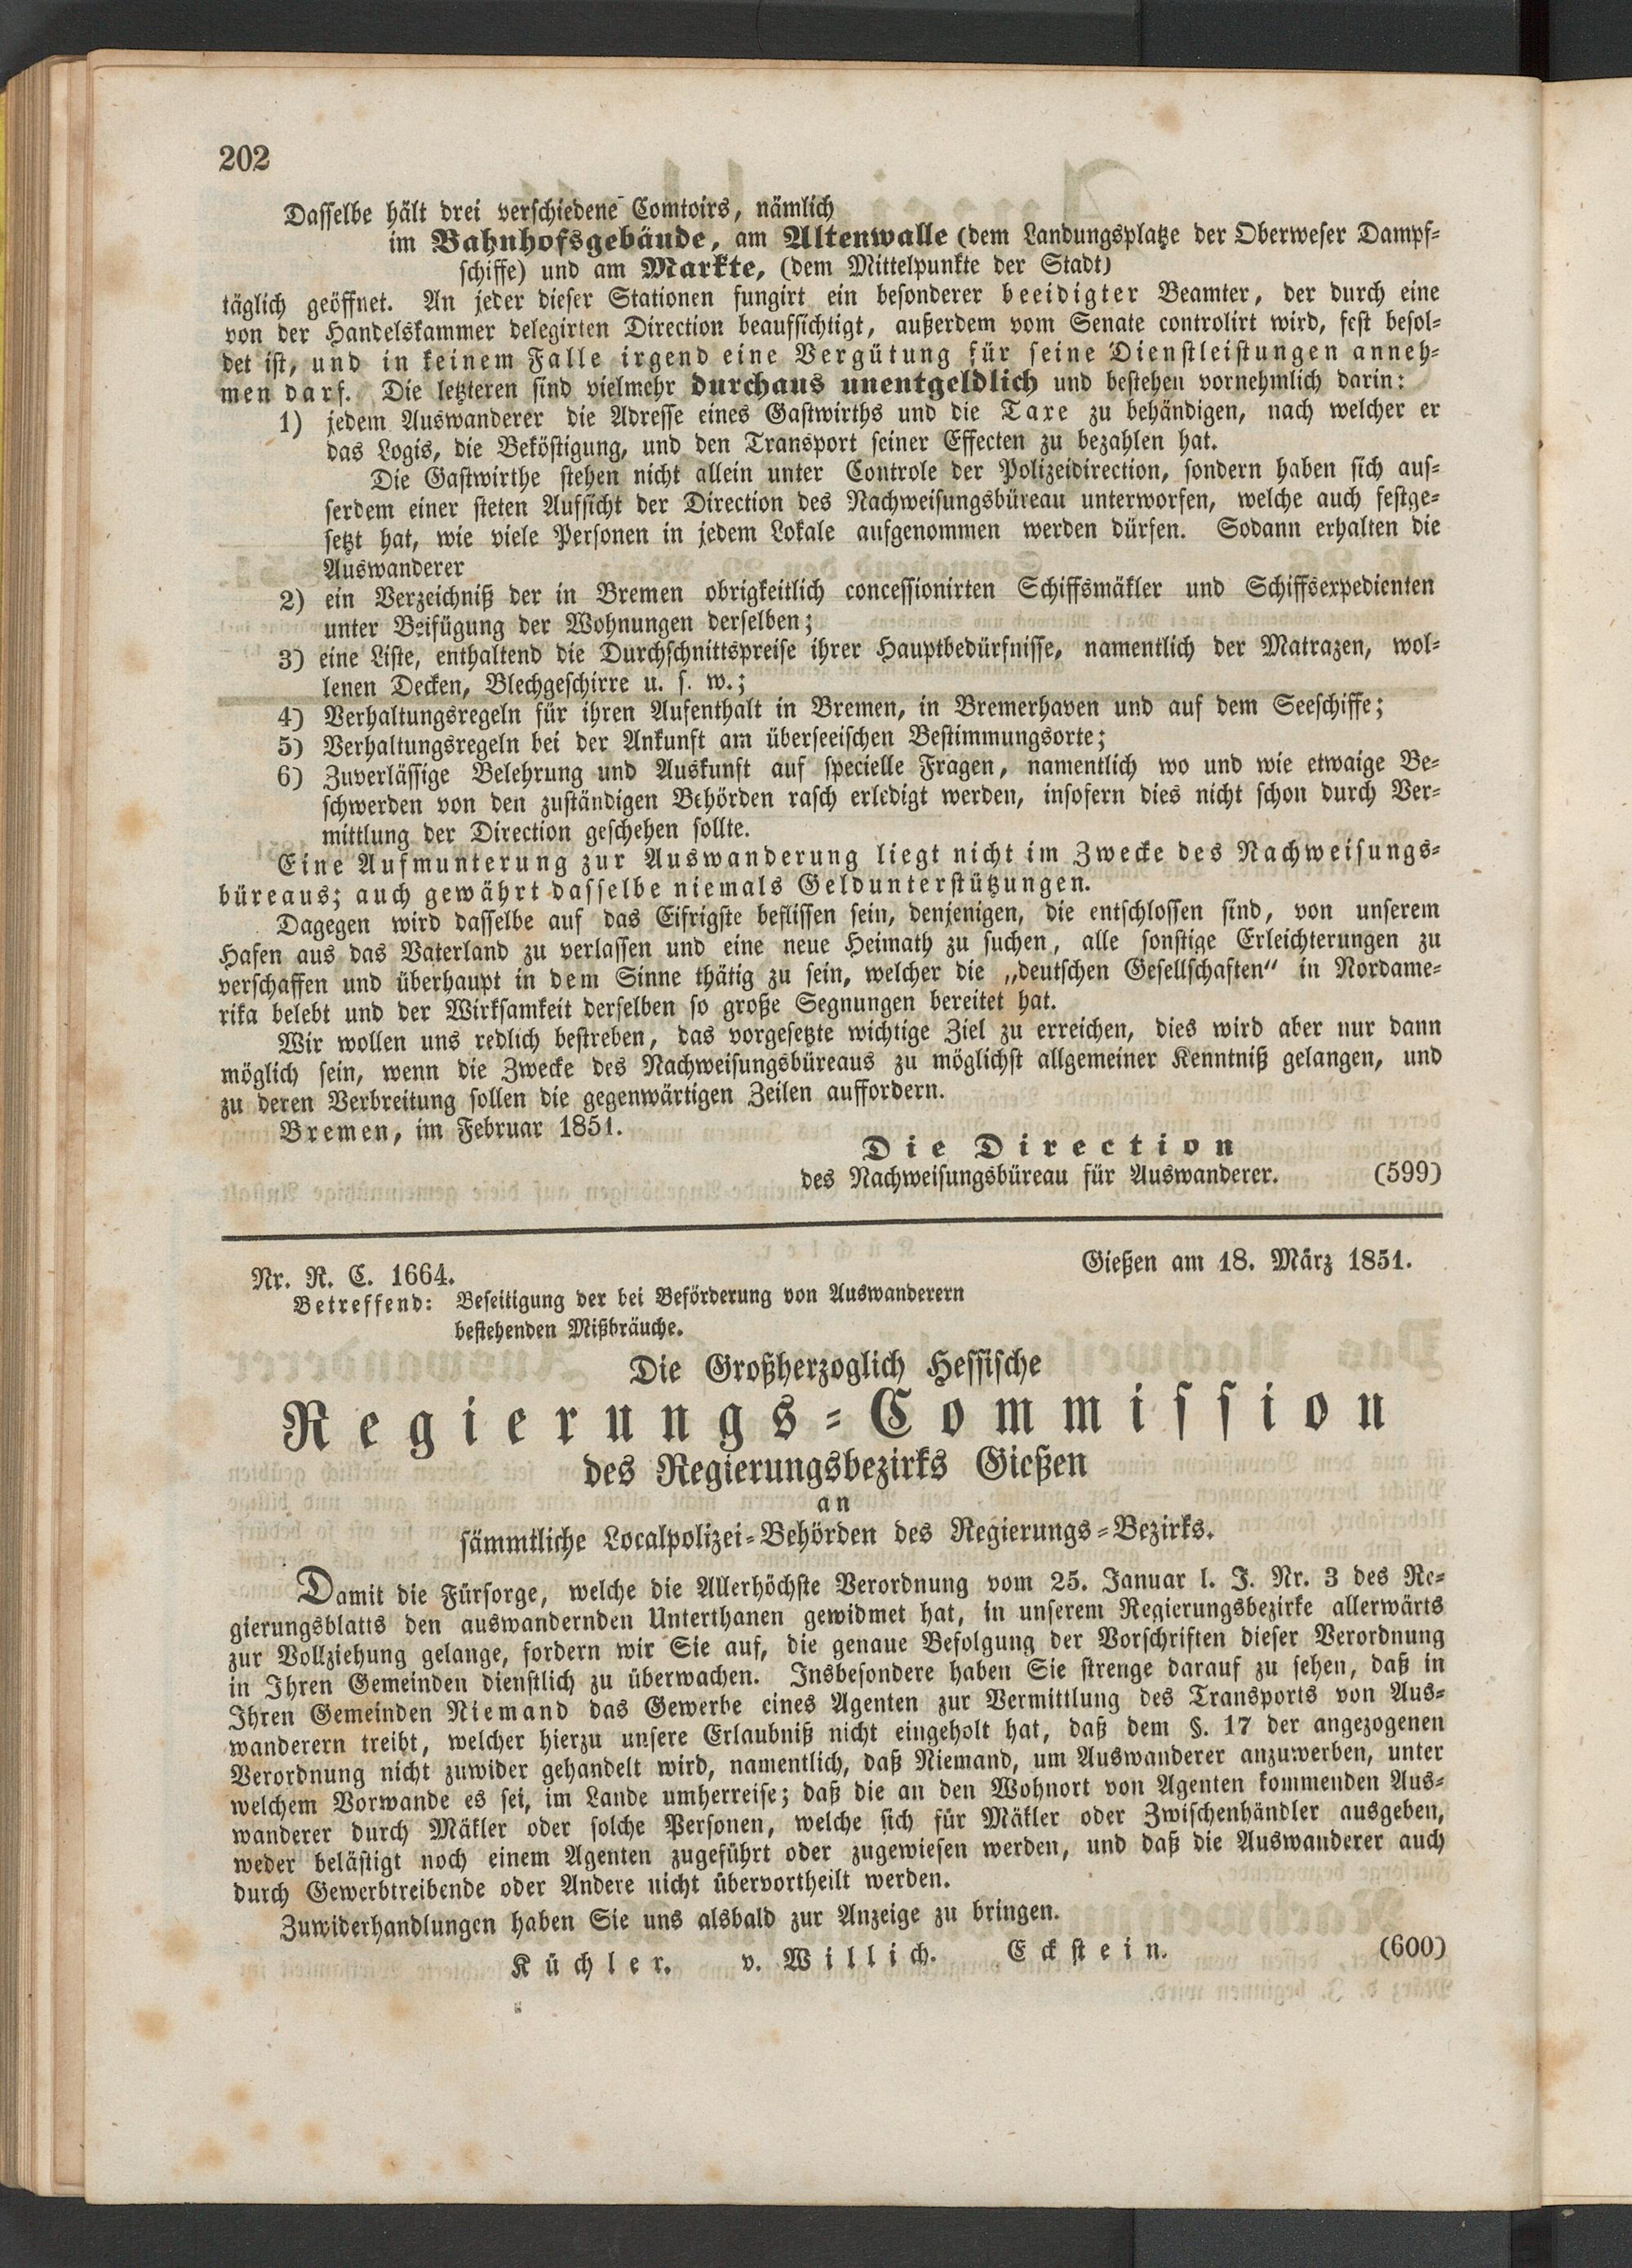 202
Dasselbe hält drei verschiedene Comtoirs, nämlich
im Bahnhofsgebäude, am Altenwalle (dem Landungsplatze der Oberweser Dampf-
schiffe) und am Markte, (dem Mittelpunkte der Stadt)
täglich geöffnet. An jeder dieser Stationen fungirt ein besonderer beeidigter Beamter, der durch eine
von der Handelskammer delegirten Direction beaufsichtigt, außerdem vom Senate controlirt wird, fest besol-
det ist, und in keinem Falle irgend eine Vergütung für seine Dienstleistungen anneh-
men darf. Die letzteren sind vielmehr durchaus unentgeldlich und bestehen vornehmlich darin:
1) jedem Auswanderer die Adresse eines Gastwirths und die Taxe zu behändigen, nach welcher er
das Logis, die Beköstigung, und den Transport seiner Effecten zu bezahlen hat.
Die Gastwirthe stehen nicht allein unter Controle der Polizeidirection, sondern haben sich aus-
serdem einer steten Aufsicht der Direction des Nachweisungsbüreau unterworfen, welche auch festge-
setzt hat, wie viele Personen in jedem Lokale aufgenommen werden dürfen. Sodann erhalten die
Auswanderer
2) ein Verzeichniß der in Bremen obrigkeitlich concessionirten Schiffsmäkler und Schiffsexpedienten
unter Beifügung der Wohnungen derselben;
3) eine Liste, enthaltend die Durchschnittspreise ihrer Hauptbedürfnisse, namentlich der Matrazen, wol-
lenen Decken, Blechgeschirre u. s. w.;
4) Verhaltungsregeln für ihren Aufenthalt in Bremen, in Bremerhaven und auf dem Seeschiffe;
5) Verhaltungsregeln bei der Ankunft am überseeischen Bestimmungsorte;
6) Zuverlässige Belehrung und Auskunft auf specielle Fragen, namentlich wo und wie etwaige Be-
schwerden von den zuständigen Behörden rasch erledigt werden, insofern dies nicht schon durch Ver-
mittlung der Direction geschehen sollte.
Eine Aufmunterung zur Auswanderung liegt nicht im Zwecke des Nachweisungs-
büreaus; auch gewährt dasselbe niemals Geldunterstützungen.
Dagegen wird dasselbe auf das Eifrigste beflissen sein, denjenigen, die entschlossen sind, von unserem
Hafen aus das Vaterland zu verlassen und eine neue Heimath zu suchen, alle sonstige Erleichterungen zu
verschaffen und überhaupt in dem Sinne thätig zu sein, welcher die „deutschen Gesellschaften“ in Nordame-
rika belebt und der Wirksamkeit derselben so große Segnungen bereitet hat.
Wir wollen uns redlich bestreben, das vorgesetzte wichtige Ziel zu erreichen, dies wird aber nur dann
möglich sein, wenn die Zwecke des Nachweisungsbüreaus zu möglichst allgemeiner Kenntniß gelangen, und
zu deren Verbreitung sollen die gegenwärtigen Zeilen auffordern.
Bremen, im Februar 1851.
Die Direction
des Nachweisungsbüreau für Auswanderer. (599)
Gießen am 18. März 1851.
Nr. R. C. 1664.
Betreffend: Beseitigung der bei Beförderung von Auswanderern
bestehenden Mißbräuche.
Die Großherzoglich Hessische
Regierungs-Commission
des Regierungsbezirks Gießen
an
sämmtliche Localpolizei-Behörden des Regierungs-Bezirks.
Damit die Fürsorge, welche die Allerhöchste Verordnung vom 25. Januar l. J. Nr. 3 des Re-
gierungsblatts den auswandernden Unterthanen gewidmet hat, in unserem Regierungsbezirke allerwärts
zur Vollziehung gelange, fordern wir Sie auf, die genaue Befolgung der Vorschriften dieser Verordnung
in Ihren Gemeinden dienstlich zu überwachen. Insbesondere haben Sie strenge darauf zu sehen, daß in
Ihren Gemeinden Niemand das Gewerbe eines Agenten zur Vermittlung des Transports von Aus-
wanderern treibt, welcher hierzu unsere Erlaubniß nicht eingeholt hat, daß dem §. 17 der angezogenen
Verordnung nicht zuwider gehandelt wird, namentlich, daß Niemand, um Auswanderer anzuwerben, unter
welchem Vorwande es sei, im Lande umherreise; daß die an den Wohnort von Agenten kommenden Aus-
wanderer durch Mäkler oder solche Personen, welche sich für Mäkler oder Zwischenhändler ausgeben,
weder belästigt noch einem Agenten zugeführt oder zugewiesen werden, und daß die Auswanderer auch
durch Gewerbtreibende oder Andere nicht übervortheilt werden.
Zuwiderhandlungen haben Sie uns alsbald zur Anzeige zu bringen.
Küchler. v. Willich. Eckstein. (600)